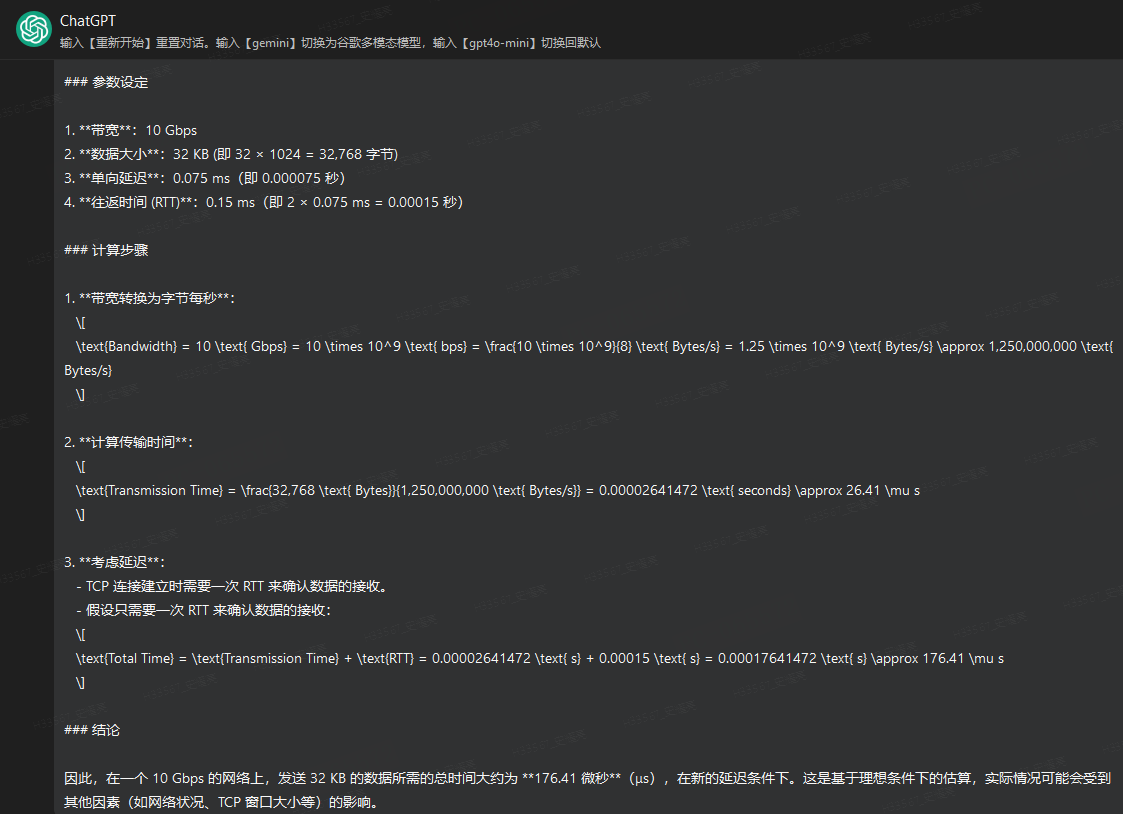 ChatGPT
输入【重新开始】重置对话。输入【gemini】切换为谷歌多模态模型，输入【gpt4o-mini】切换回默认
### 参数设定
1. **带宽**：10 Gbps
2. **数据大小**：32 KB (即 32 × 1024 = 32,768 字节)
3. **单向延迟**：0.075 ms（即 0.000075 秒）
4. **往返时间 (RTT)**：0.15 ms（即 2 × 0.075 ms = 0.00015 秒）
### 计算步骤
1. **带宽转换为字节每秒**：
\[
\text{Bandwidth} = 10 \text{ Gbps} = 10 \times 10^9 \text{ bps} = \frac{10 \times 10^9}{8} \text{ Bytes/s} = 1.25 \times 10^9 \text{ Bytes/s} \approx 1,250,000,000 \text{
Bytes/s}
\]
2. **计算传输时间**：
\[
\text{Transmission Time} = \frac{32,768 \text{ Bytes}}{1,250,000,000 \text{ Bytes/s}} = 0.00002641472 \text{ seconds} \approx 26.41 \mu s
\]
3. **考虑延迟**：
- TCP 连接建立时需要一次 RTT 来确认数据的接收。
- 假设只需要一次 RTT 来确认数据的接收：
\[
\text{Total Time} = \text{Transmission Time} + \text{RTT} = 0.00002641472 \text{ s} + 0.00015 \text{ s} = 0.00017641472 \text{ s} \approx 176.41 \mu s
\]
### 结论
因此，在一个 10 Gbps 的网络上，发送 32 KB 的数据所需的总时间大约为 **176.41 微秒**（μs），在新的延迟条件下。这是基于理想条件下的估算，实际情况可能会受到
其他因素（如网络状况、TCP 窗口大小等）的影响。